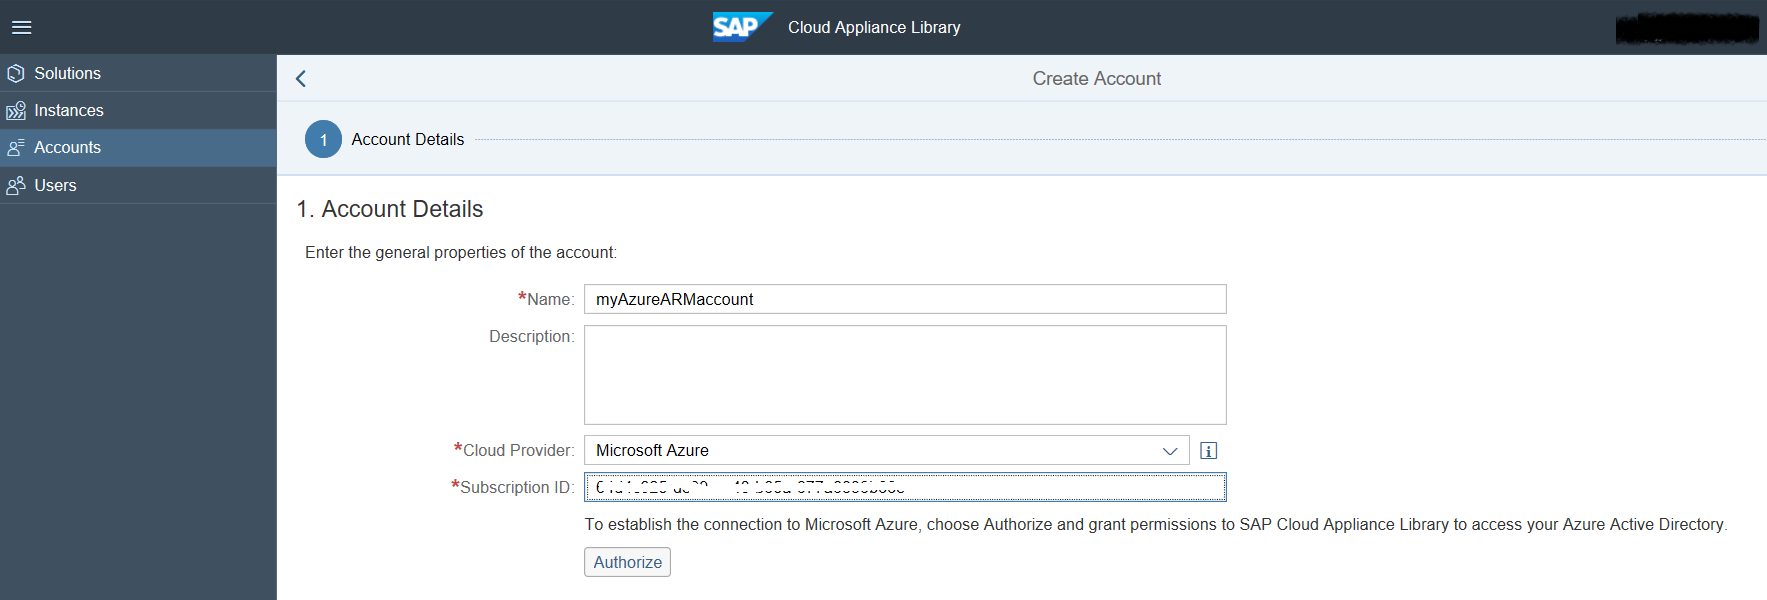 SAP Cloud Appliance Library
Solutions
Instances
Accounts
Users
Create Account
1 Account Details
1. Account Details
Enter the general properties of the account:
*Name: myAzureARMaccount
Description:
*Cloud Provider: Microsoft Azure
*Subscription ID:
To establish the connection to Microsoft Azure, choose Authorize and grant permissions to SAP Cloud Appliance Library to access your Azure Active Directory.
Authorize